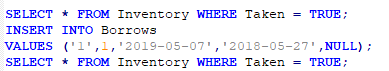 SELECT * FROM Inventory WHERE Taken = TRUE;
INSERT INTO Borrows
VALUES ('1',1,'2019-05-07','2018-05-27',NULL);
SELECT * FROM Inventory WHERE Taken = TRUE;